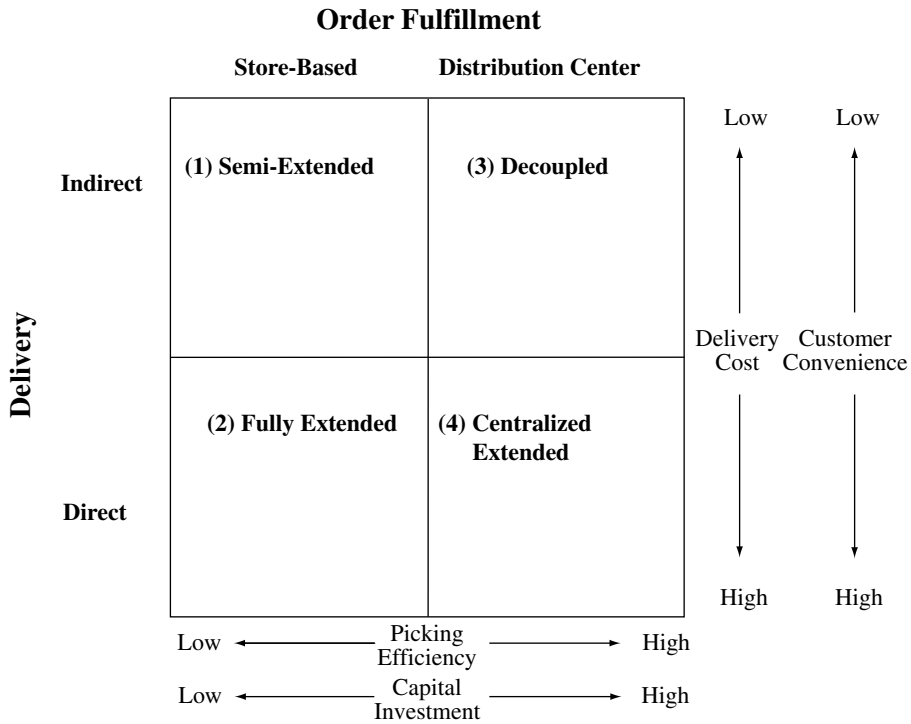 Order Fulfillment
Store-Based Distribution Center
Low Low
(1) Semi-Extended (3) Decoupled
Indirect
Delivery
Delivery Customer
Cost Convenience
(2) Fully Extended (4) Centralized
Extended
Direct
High High
Low Picking High
Efficiency
Low Capital High
Investment